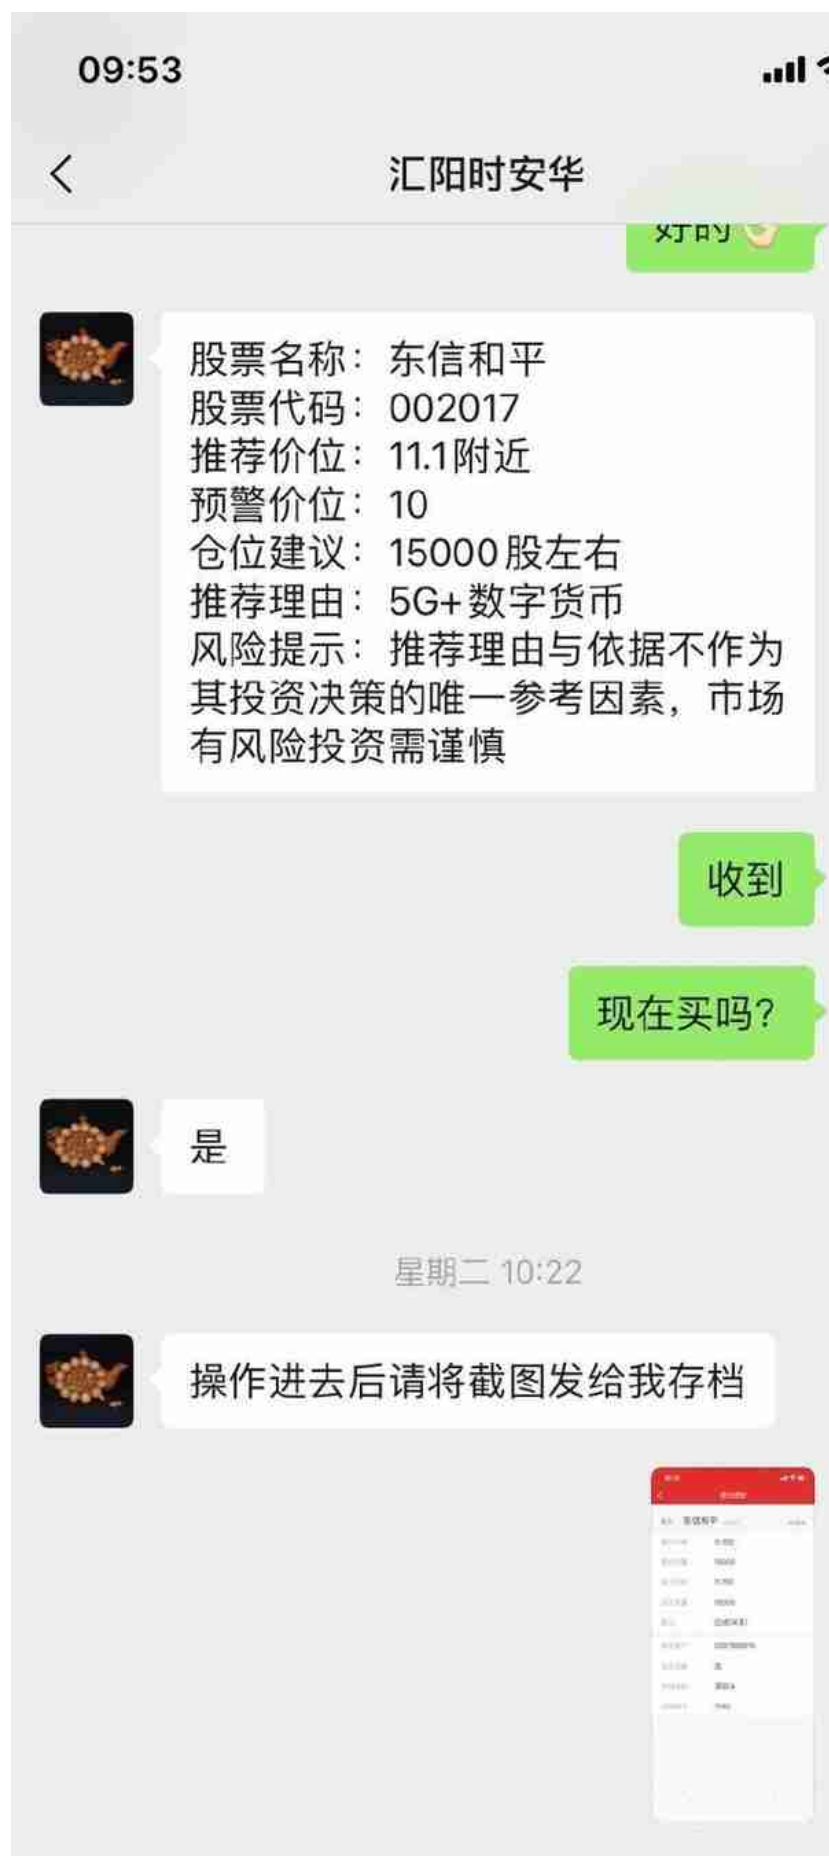 09:53
汇阳时安华
好的
股票名称：东信和平
股票代码：002017
推荐价位：11.1附近
预警价位：10
仓位建议：15000股左右
推荐理由：5G+数字货币
风险提示：推荐理由与依据不作为
其投资决策的唯一参考因素，市场
有风险投资需谨慎
收到
现在买吗？
是
星期二 10:22
操作进去后请将截图发给我存档
东信和平